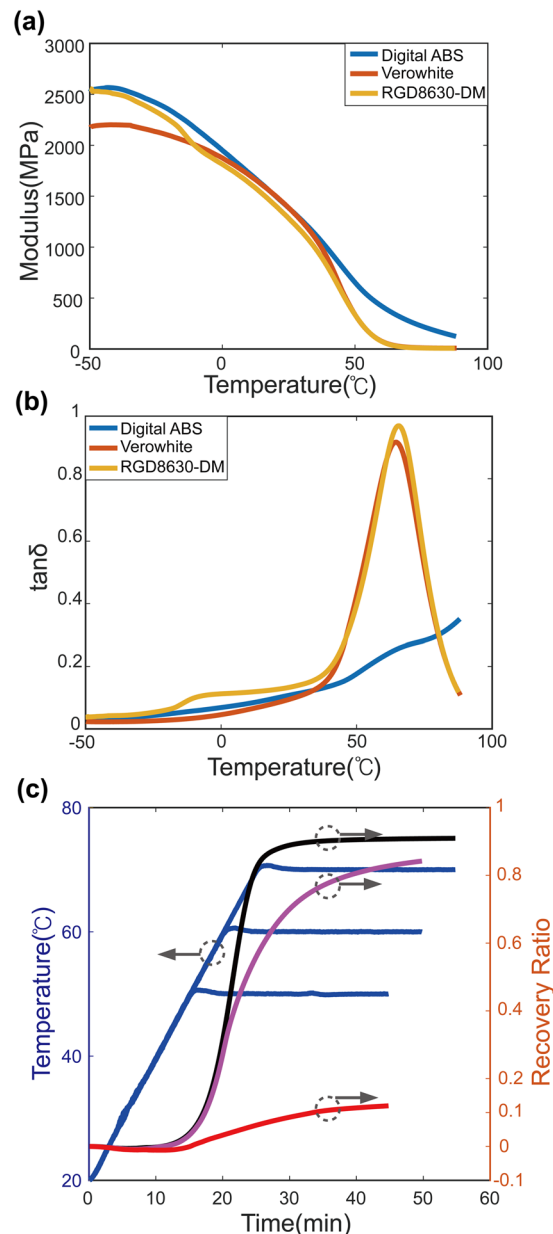 (a)
3000
2500
2000
1500
1000
500
0
Modulus(MPa)
Digital ABS
Verowhite
RGD8630-DM
-50
0
50
100
Temperature(℃)
(b)
1
0.8
0.6
0.4
0.2
0
tanδ
Digital ABS
Verowhite
RGD8630-DM
-50
0
50
100
Temperature(℃)
(c)
80
60
40
20
Temperature(℃)
1
0.8
0.6
0.4
0.2
0.1
0
-0.1
Recovery Ratio
0
10
20
30
40
50
60
Time(min)